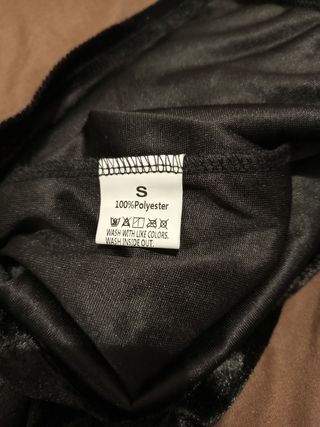 S
100%Polyester
WASH WITH LIKE COLORS.
WASH INSIDE OUT.